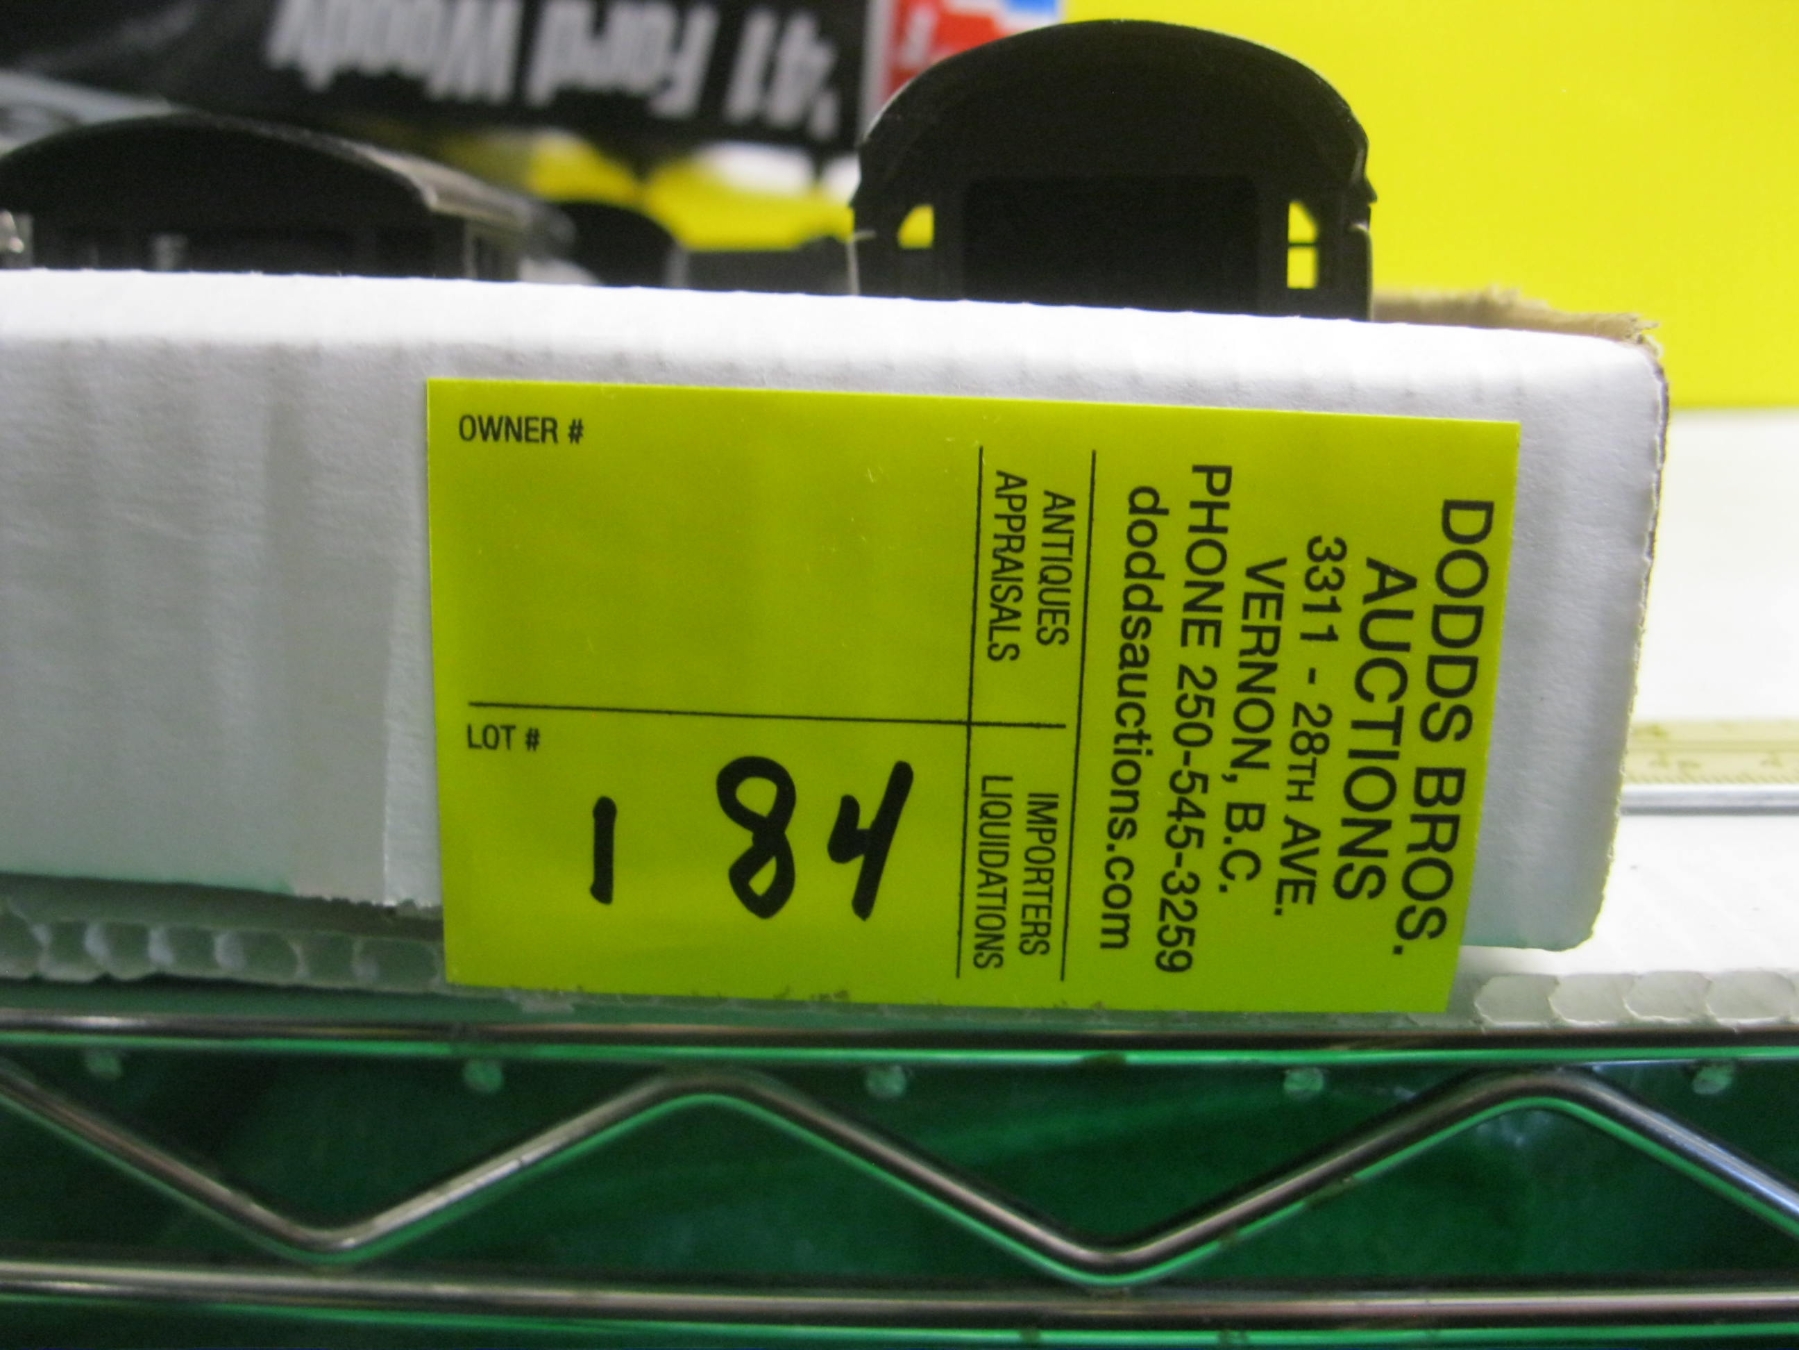 '41 Ford Woody
DODDS BROS.
AUCTIONS
3311 - 28TH AVE.
VERNON, B.C.
PHONE 250-545-3259
doddsauctions.com
ANTIQUES
APPRAISALS
IMPORTERS
LIQUIDATIONS
OWNER #
LOT #
184